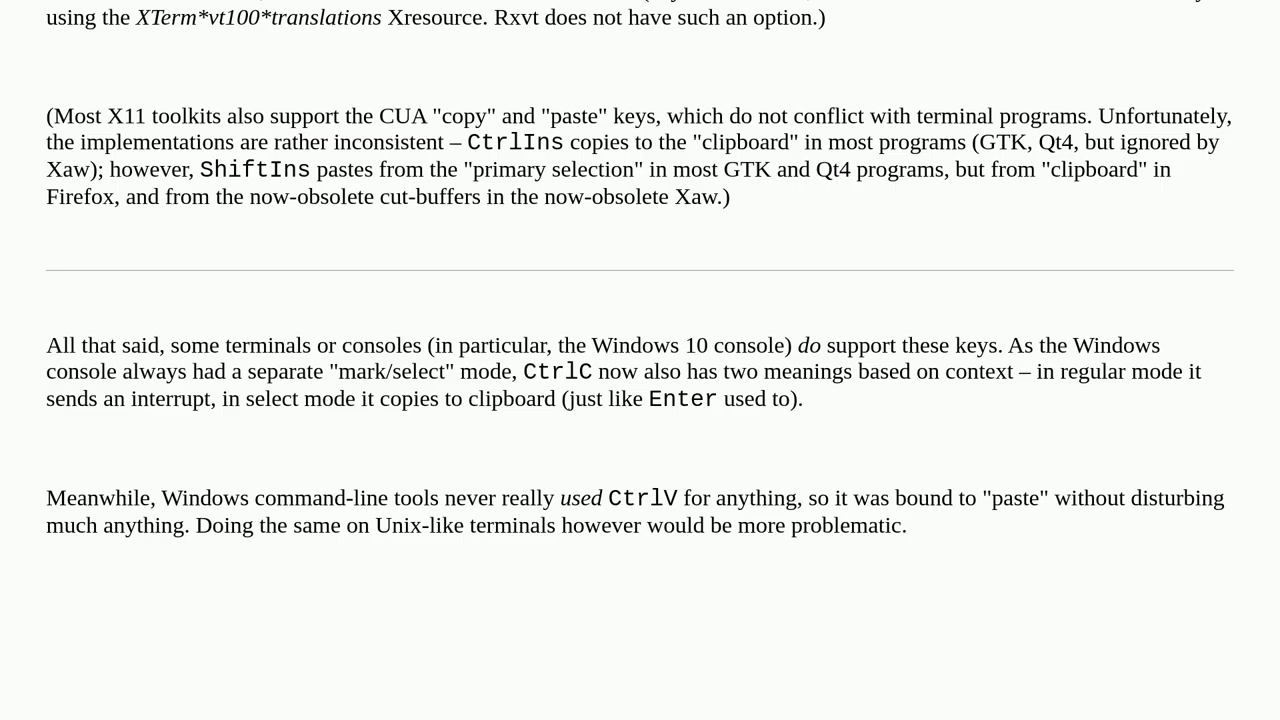 using the XTerm*vt100*translations Xresource. Rxvt does not have such an option.)
(Most X11 toolkits also support the CUA "copy" and "paste" keys, which do not conflict with terminal programs. Unfortunately,
the implementations are rather inconsistent – CtrlIns copies to the "clipboard" in most programs (GTK, Qt4, but ignored by
Xaw); however, ShiftIns pastes from the "primary selection" in most GTK and Qt4 programs, but from "clipboard" in
Firefox, and from the now-obsolete cut-buffers in the now-obsolete Xaw.)
All that said, some terminals or consoles (in particular, the Windows 10 console) do support these keys. As the Windows
console always had a separate "mark/select" mode, CtrlC now also has two meanings based on context – in regular mode it
sends an interrupt, in select mode it copies to clipboard (just like Enter used to).
Meanwhile, Windows command-line tools never really used CtrlV for anything, so it was bound to "paste" without disturbing
much anything. Doing the same on Unix-like terminals however would be more problematic.